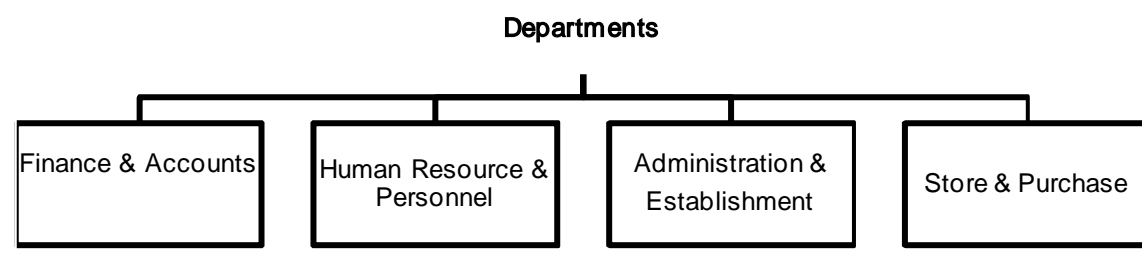 Departments
Finance & Accounts
Human Resource &
Personnel
Administration &
Establishment
Store & Purchase